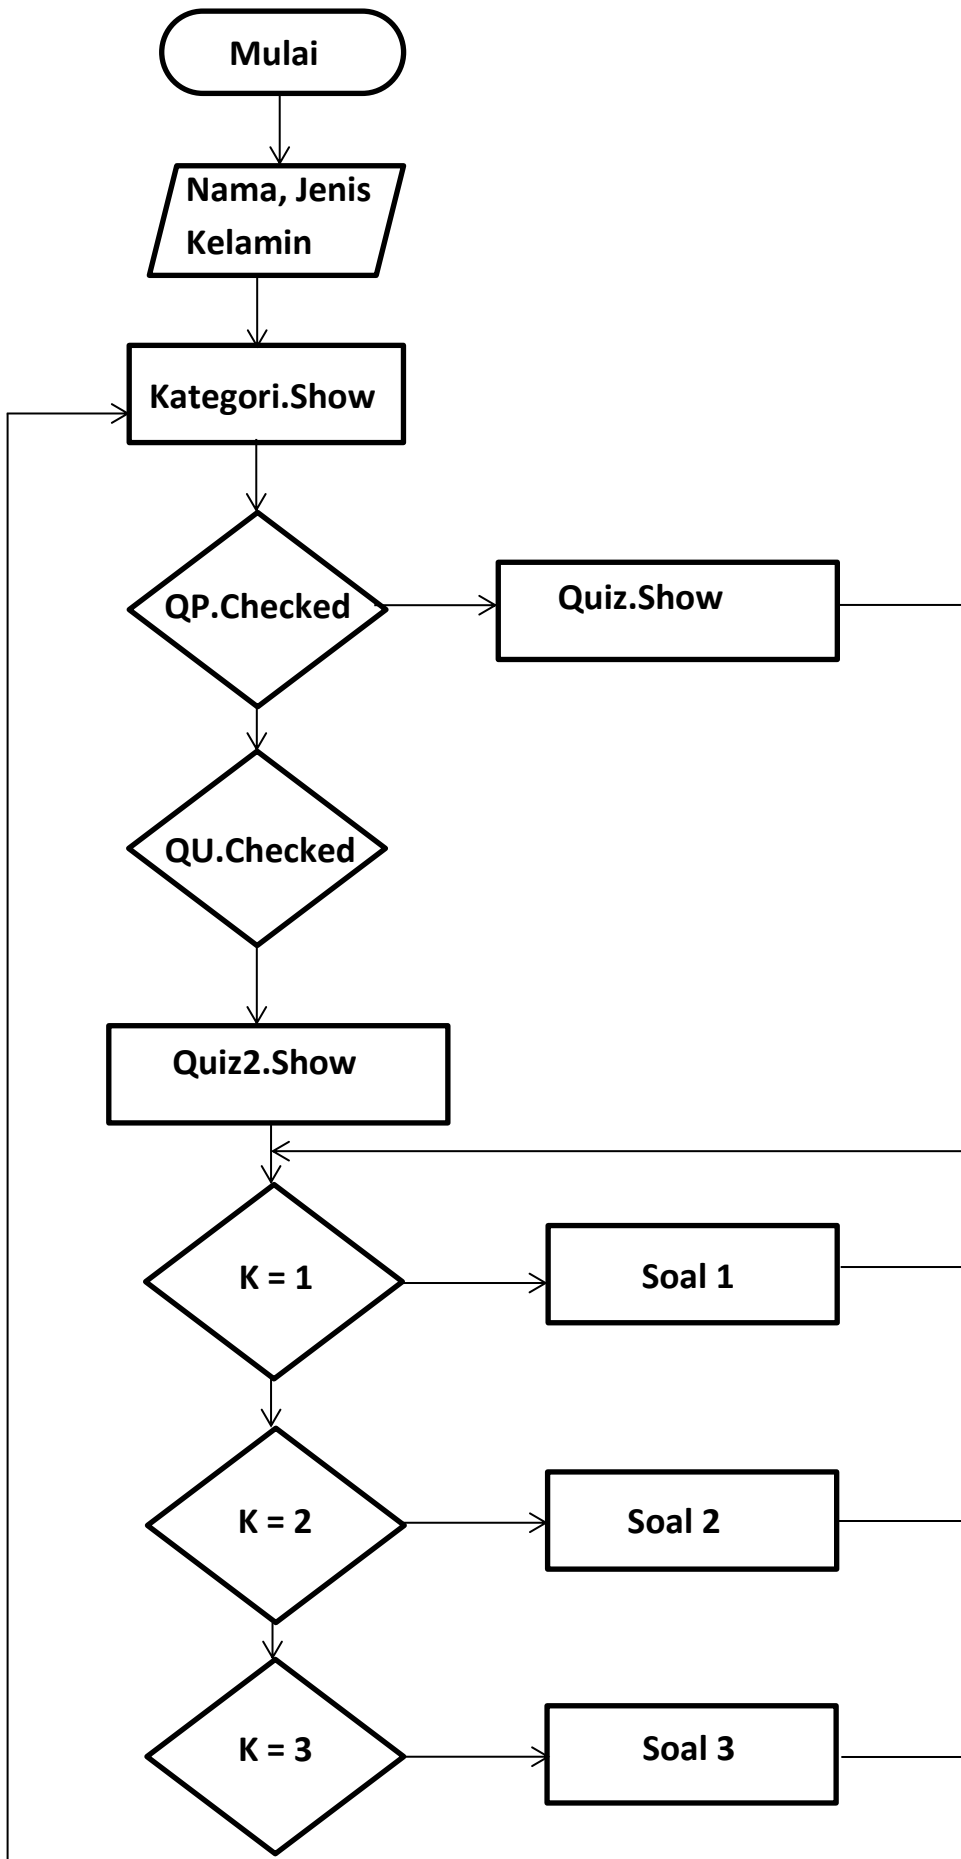 Mulai
Nama, Jenis
Kelamin
Kategori.Show
QP.Checked
Quiz.Show
QU.Checked
Quiz2.Show
K = 1
Soal 1
K = 2
Soal 2
K = 3
Soal 3